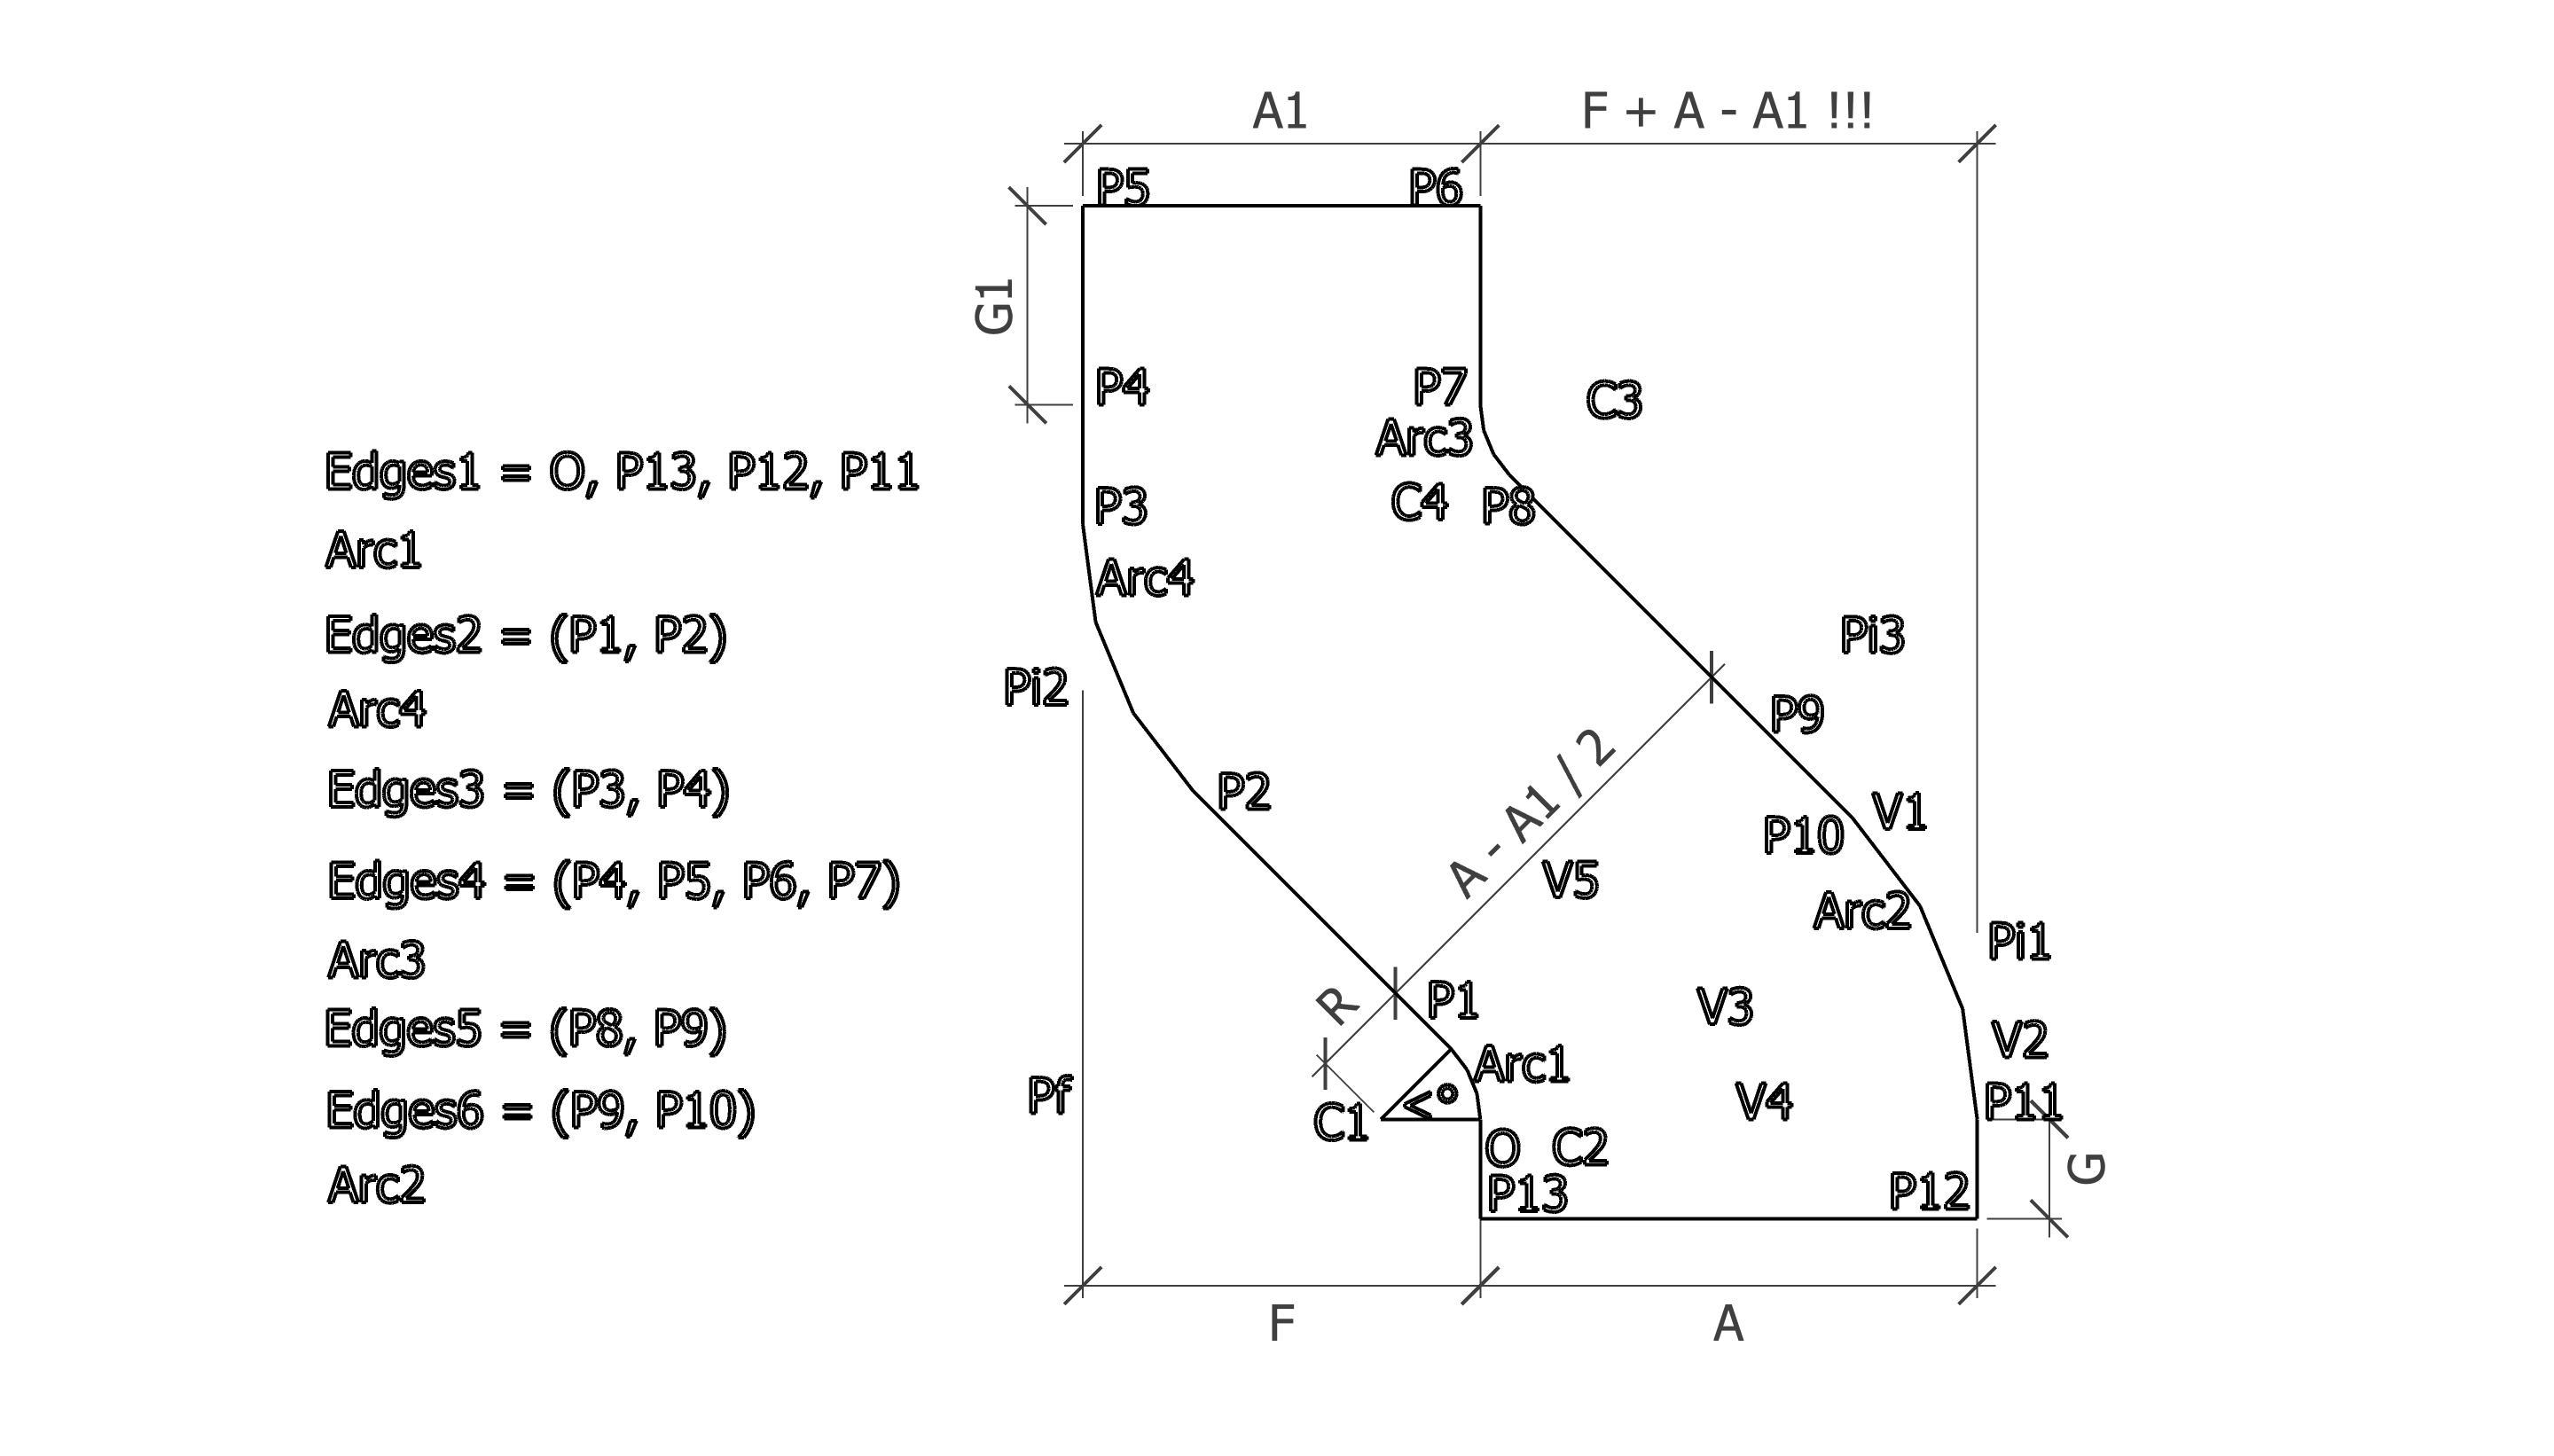 A1
F + A - A1 !!!
P5
P6
G1
P4
P7
C3
Arc3
Edges1 = O, P13, P12, P11
C4
P8
P3
Arc1
Arc4
Edges2 = (P1, P2)
Pi3
Pi2
Arc4
P9
Edges3 = (P3, P4)
P2
A - A1 / 2
V1
P10
Edges4 = (P4, P5, P6, P7)
V5
Arc2
Pi1
Arc3
R
P1
V3
Edges5 = (P8, P9)
V2
Arc1
Pf
<°
V4
P11
Edges6 = (P9, P10)
C1
O
C2
G
Arc2
P13
P12
F
A